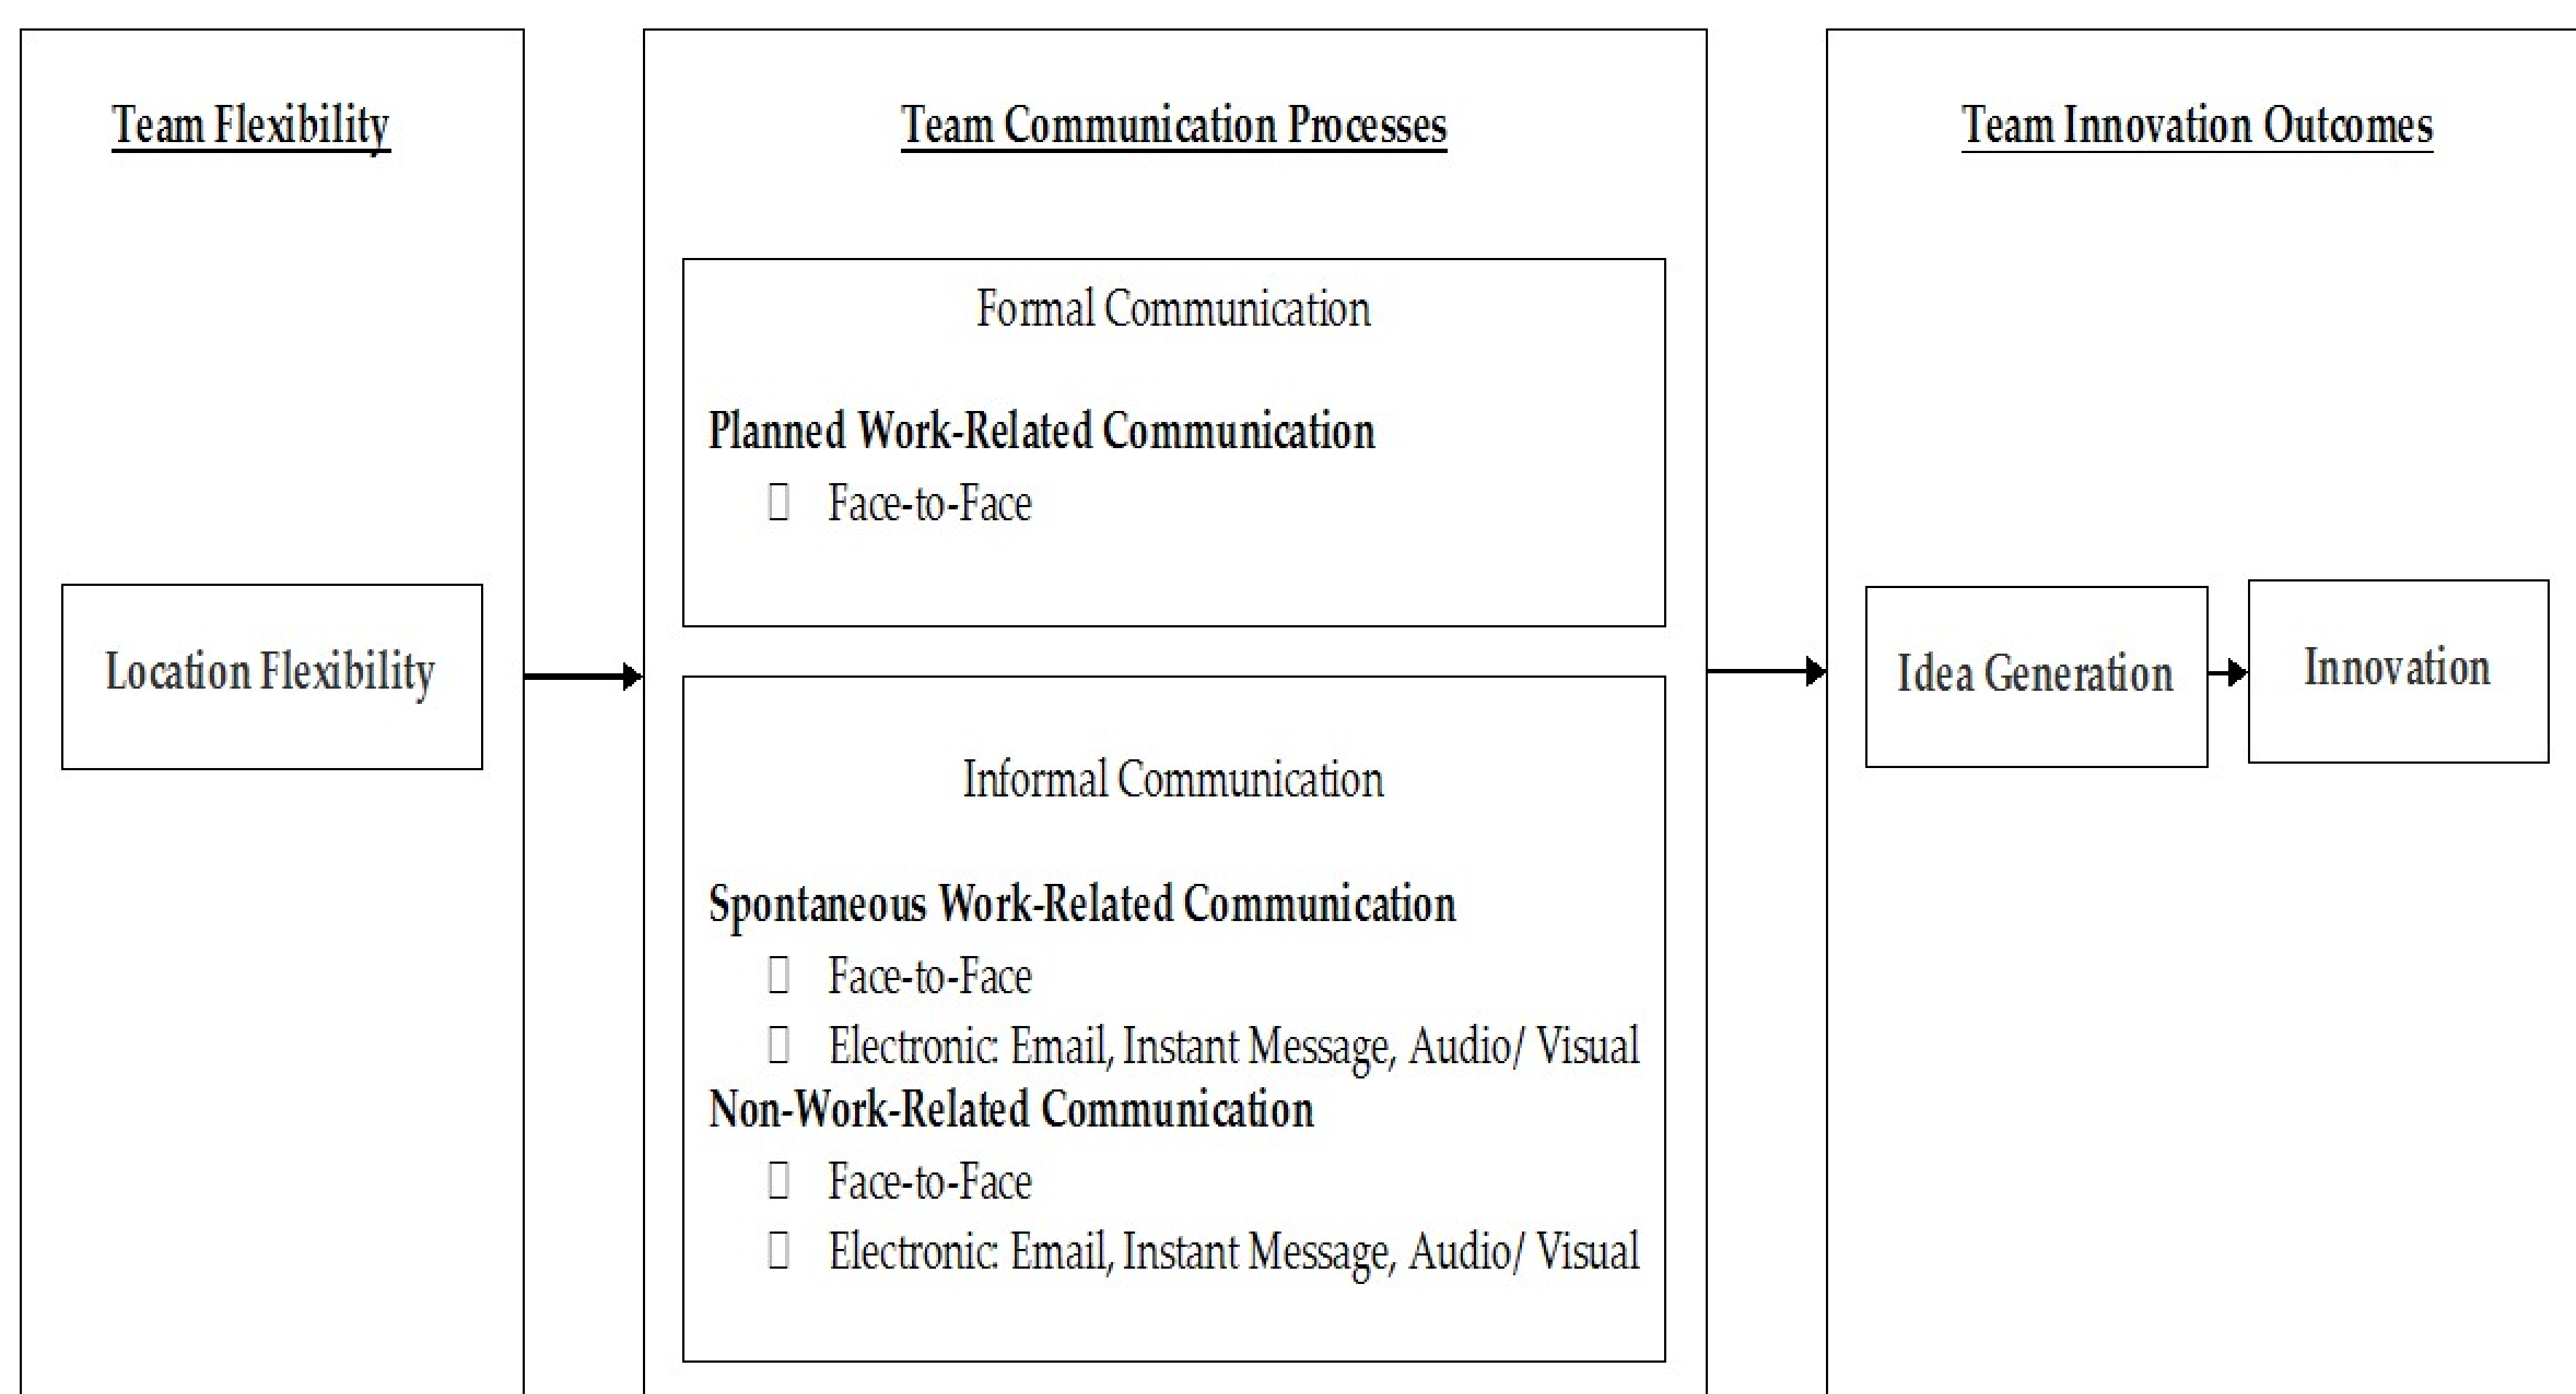 Team Flexibility
Location Flexibility
Team Communication Processes
Formal Communication
Planned Work-Related Communication
Face-to-Face
Informal Communication
Spontaneous Work-Related Communication
Face-to-Face
Electronic: Email, Instant Message, Audio/ Visual
Non-Work-Related Communication
Face-to-Face
Electronic: Email, Instant Message, Audio/ Visual
Team Innovation Outcomes
Idea Generation
Innovation